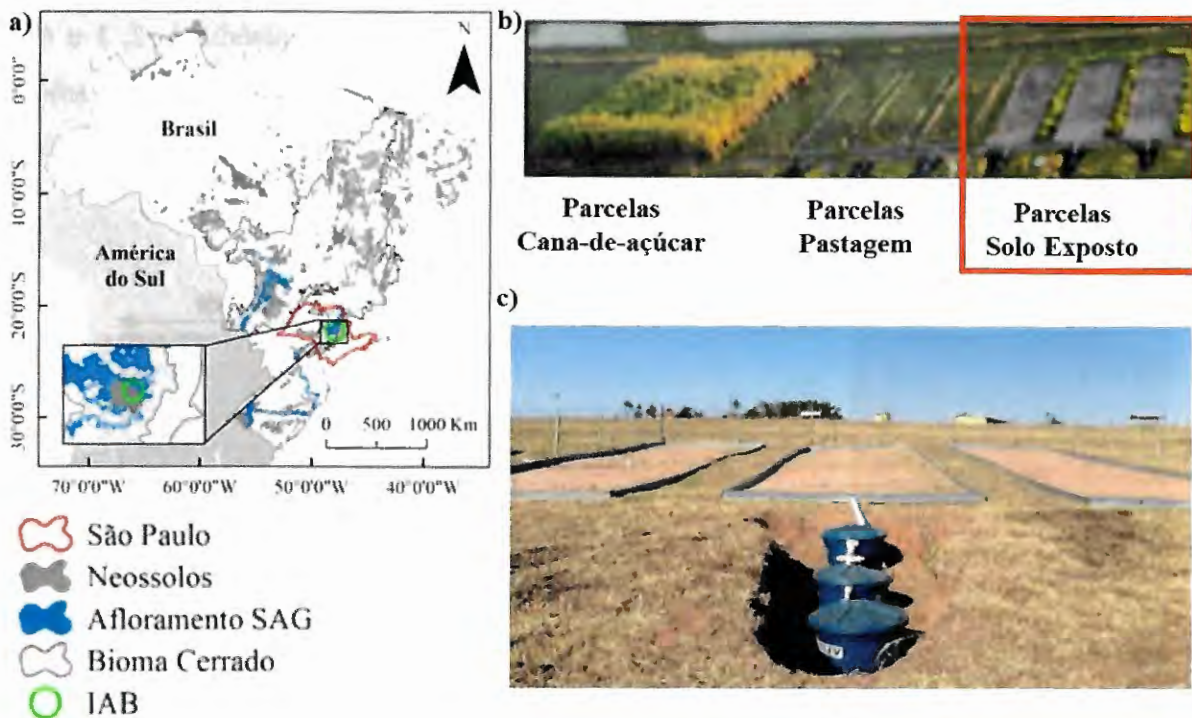 a)
N
0°0'0"
10°0'0"S
20°0'0"S
30°0'0"S
Brasil
América
do Sul
0 500 1000 Km
70°0'0"W 60°0'0"W 50°0'0"W 40°0'0"W
São Paulo
Neossolos
Afloramento SAG
Bioma Cerrado
IAB
b)
Parcelas
Cana-de-açúcar
Parcelas
Pastagem
Parcelas
Solo Exposto
c)